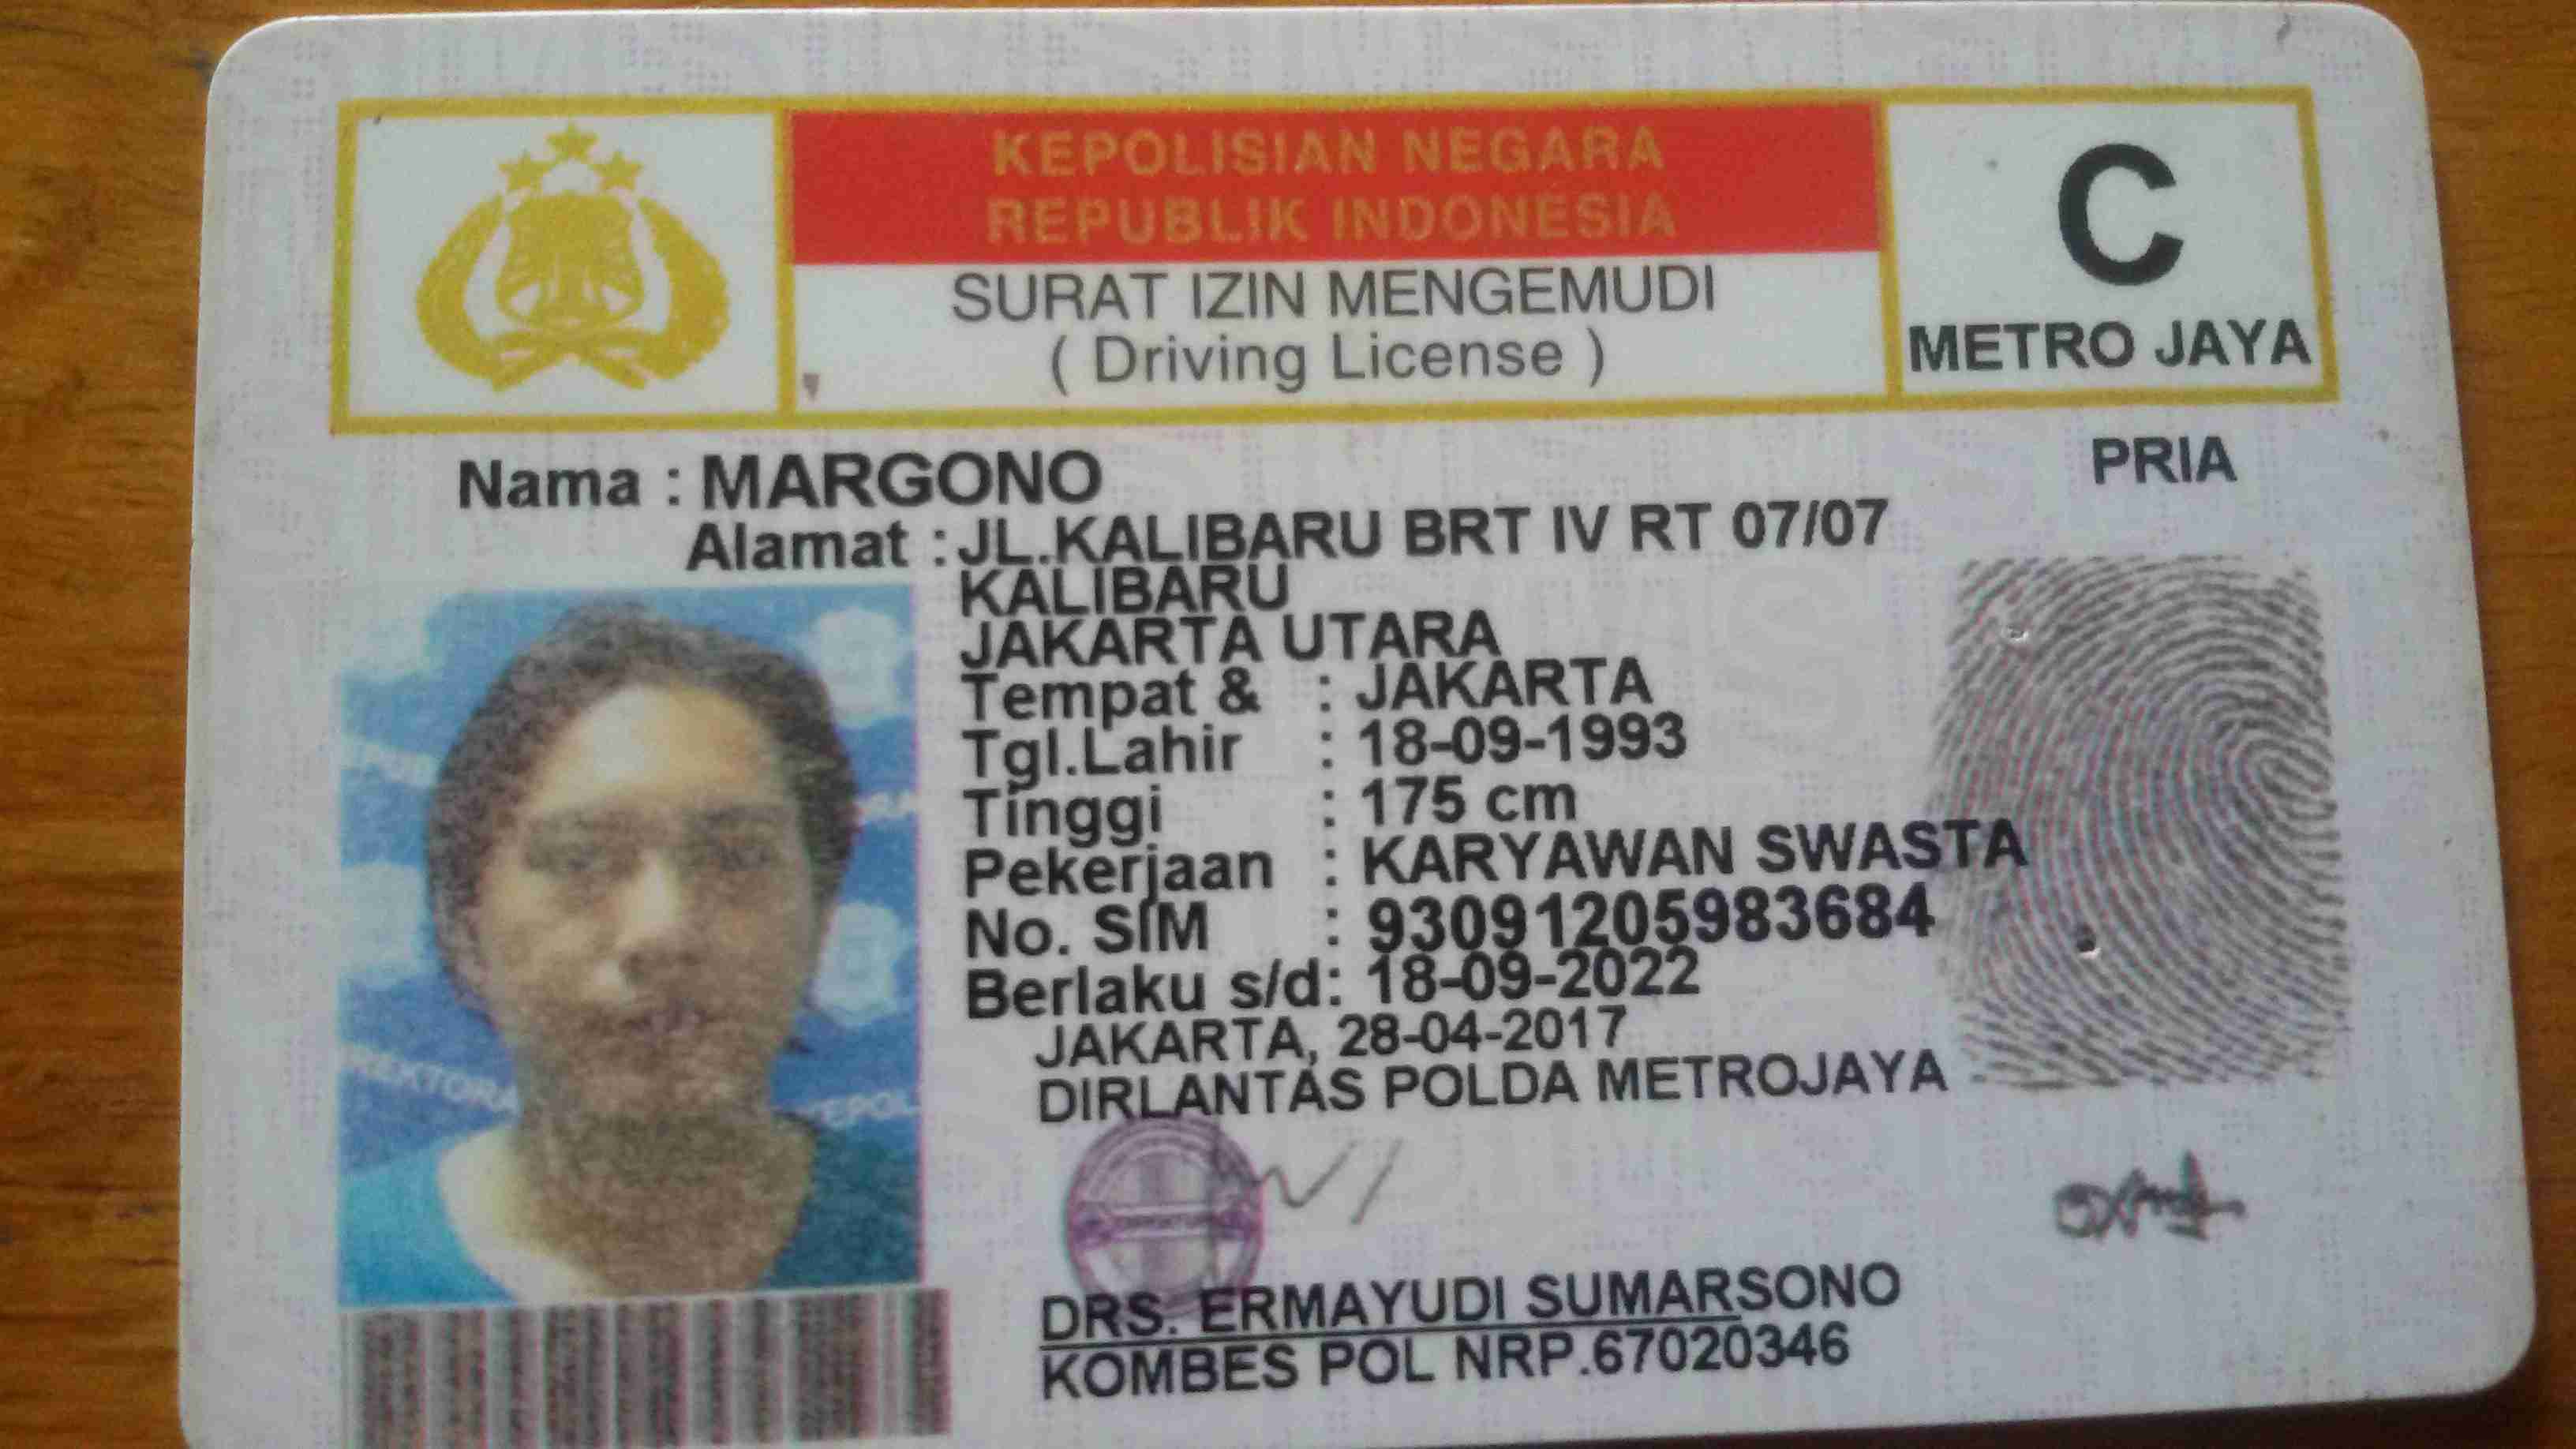 KEPOLISIAN NEGARA
REPUBLIK INDONESIA
SURAT IZIN MENGEMUDI
( Driving License )
C
METRO JAYA
PRIA
Nama : MARGONO
Alamat : JL.KALIBARU BRT IV RT 07/07
KALIBARU
JAKARTA UTARA
Tempat & : JAKARTA
Tgl.Lahir : 18-09-1993
Tinggi : 175 cm
Pekerjaan : KARYAWAN SWASTA
No. SIM : 93091205983684
Berlaku s/d: 18-09-2022
JAKARTA, 28-04-2017
DIRLANTAS POLDA METROJAYA
DRS. ERMAYUDI SUMARSONO
KOMBES POL NRP.67020346